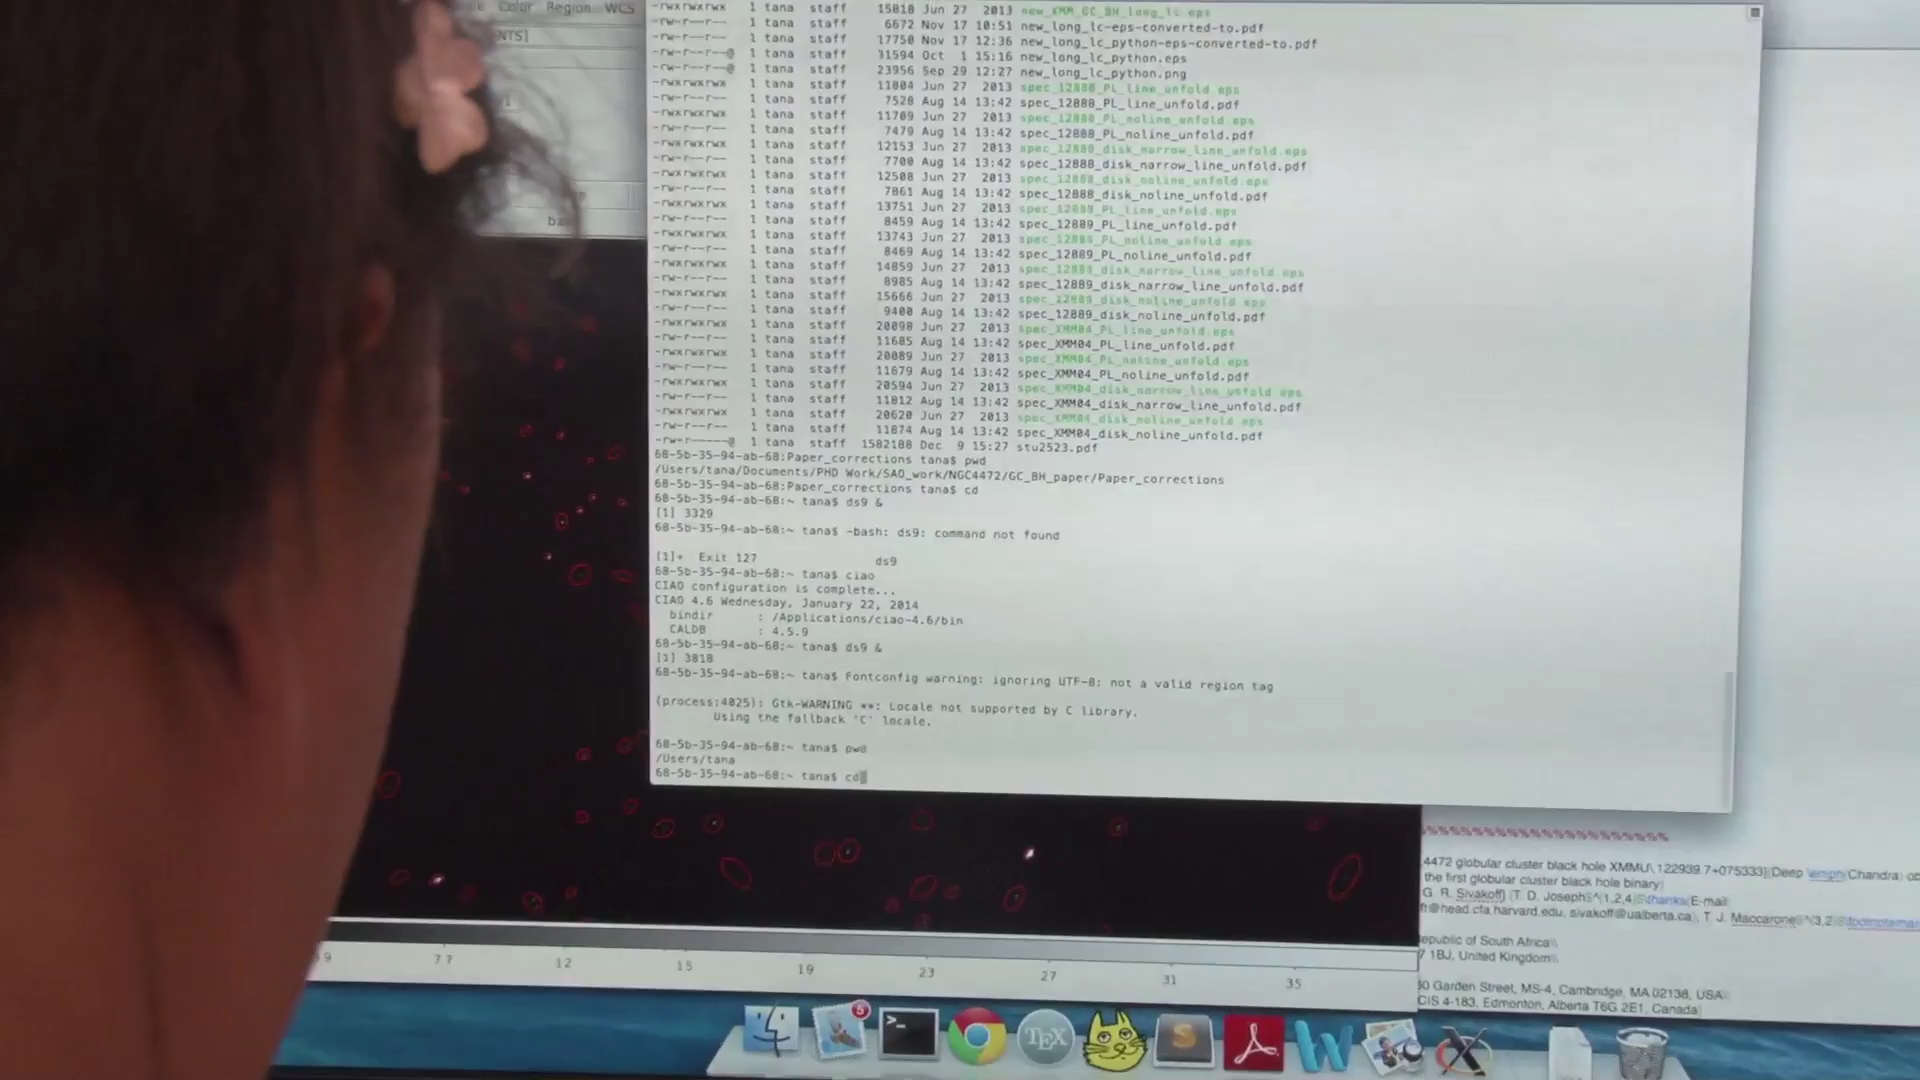 Color Region WCS
NTS]
-rwxrwxrwx 1 tana staff 15818 Jun 27 2013 new_XMM_GC_BH_long_lc.eps
-rw-r--r-- 1 tana staff 6672 Nov 17 10:51 new_long_lc-eps-converted-to.pdf
-rw-r--r-- 1 tana staff 17750 Nov 17 12:36 new_long_lc_python-eps-converted-to.pdf
-rw-r--r--@ 1 tana staff 31594 Oct 1 15:16 new_long_lc_python.eps
-rw-r--r--@ 1 tana staff 23956 Sep 29 12:27 new_long_lc_python.png
-rwxrwxrwx 1 tana staff 11804 Jun 27 2013 spec_12888_PL_line_unfold.eps
-rw-r--r-- 1 tana staff 7528 Aug 14 13:42 spec_12888_PL_line_unfold.pdf
-rwxrwxrwx 1 tana staff 11709 Jun 27 2013 spec_12888_PL_noline_unfold.eps
-rw-r--r-- 1 tana staff 7479 Aug 14 13:42 spec_12888_PL_noline_unfold.pdf
-rwxrwxrwx 1 tana staff 12153 Jun 27 2013 spec_12888_disk_narrow_line_unfold.eps
-rw-r--r-- 1 tana staff 7700 Aug 14 13:42 spec_12888_disk_narrow_line_unfold.pdf
-rwxrwxrwx 1 tana staff 12508 Jun 27 2013 spec_12888_disk_noline_unfold.eps
-rw-r--r-- 1 tana staff 7861 Aug 14 13:42 spec_12888_disk_noline_unfold.pdf
-rwxrwxrwx 1 tana staff 13751 Jun 27 2013 spec_12889_PL_line_unfold.eps
-rw-r--r-- 1 tana staff 8459 Aug 14 13:42 spec_12889_PL_line_unfold.pdf
-rwxrwxrwx 1 tana staff 13743 Jun 27 2013 spec_12889_PL_noline_unfold.eps
-rw-r--r-- 1 tana staff 8469 Aug 14 13:42 spec_12889_PL_noline_unfold.pdf
-rwxrwxrwx 1 tana staff 14859 Jun 27 2013 spec_12889_disk_narrow_line_unfold.eps
-rw-r--r-- 1 tana staff 8985 Aug 14 13:42 spec_12889_disk_narrow_line_unfold.pdf
-rwxrwxrwx 1 tana staff 15666 Jun 27 2013 spec_12889_disk_noline_unfold.eps
-rw-r--r-- 1 tana staff 9400 Aug 14 13:42 spec_12889_disk_noline_unfold.pdf
-rwxrwxrwx 1 tana staff 20098 Jun 27 2013 spec_XMM04_PL_line_unfold.eps
-rw-r--r-- 1 tana staff 11685 Aug 14 13:42 spec_XMM04_PL_line_unfold.pdf
-rwxrwxrwx 1 tana staff 20089 Jun 27 2013 spec_XMM04_PL_noline_unfold.eps
-rw-r--r-- 1 tana staff 11679 Aug 14 13:42 spec_XMM04_PL_noline_unfold.pdf
-rwxrwxrwx 1 tana staff 20594 Jun 27 2013 spec_XMM04_disk_narrow_line_unfold.eps
-rw-r--r-- 1 tana staff 11812 Aug 14 13:42 spec_XMM04_disk_narrow_line_unfold.pdf
-rwxrwxrwx 1 tana staff 20620 Jun 27 2013 spec_XMM04_disk_noline_unfold.eps
-rw-r--r-- 1 tana staff 11874 Aug 14 13:42 spec_XMM04_disk_noline_unfold.pdf
-rw-r-----@ 1 tana staff 1582188 Dec 9 15:27 stu2523.pdf
68-5b-35-94-ab-68:Paper_corrections tana$ pwd
/Users/tana/Documents/PHD Work/SAO_work/NGC4472/GC_BH_paper/Paper_corrections
68-5b-35-94-ab-68:Paper_corrections tana$ cd
68-5b-35-94-ab-68:~ tana$ ds9 &
[1] 3329
68-5b-35-94-ab-68:~ tana$ -bash: ds9: command not found
[1]+ Exit 127 ds9
68-5b-35-94-ab-68:~ tana$ ciao
CIAO configuration is complete...
CIAO 4.6 Wednesday, January 22, 2014
bindir : /Applications/ciao-4.6/bin
CALDB : 4.5.9
68-5b-35-94-ab-68:~ tana$ ds9 &
[1] 3818
68-5b-35-94-ab-68:~ tana$ Fontconfig warning: ignoring UTF-8: not a valid region tag
(process:4025): Gtk-WARNING **: Locale not supported by C library.
Using the fallback 'C' locale.
68-5b-35-94-ab-68:~ tana$ pwd
/Users/tana
68-5b-35-94-ab-68:~ tana$ cd
%%%%%%%%%%%%%%%%%%%%%
4472 globular cluster black hole XMMU\ 122939.7+075333](Deep \emph{Chandra} ob
the first globular cluster black hole binary}
G. R. Sivakoff] {T. D. Joseph$^{1,2,4}$\thanks{E-mail:
ft@head.cfa.harvard.edu, sivakoff@ualberta.ca}, T. J. Maccarone$^{3,2}$\footnotemar
epublic of South Africa\\
7 1BJ, United Kingdom\\
60 Garden Street, MS-4, Cambridge, MA 02138, USA\\
CIS 4-183, Edmonton, Alberta T6G 2E1, Canada}
77 12 15 19 23 27 31 35
5
>_
TEX
S
W
X